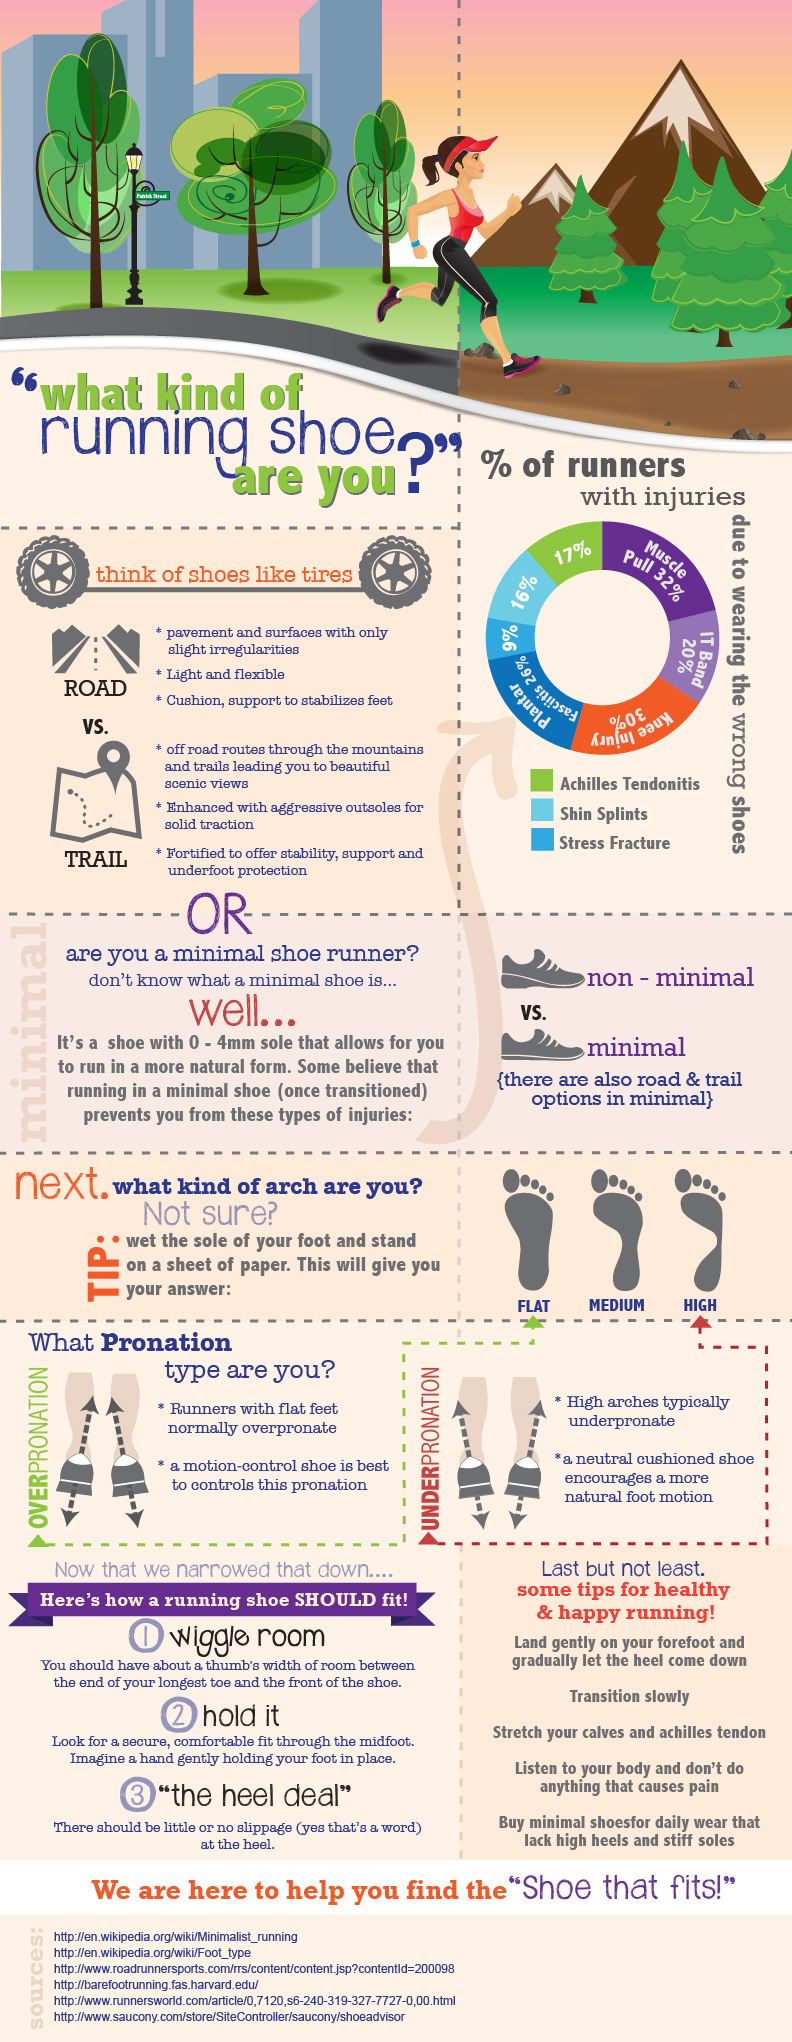 Patrick Street
“what kind of
running shoe
are you?”
% of runners
with injuries
due to wearing the wrong shoes
Muscle
Pull 32%
IT Band
20%
Knee Injury
30%
Plantar
Fasciitis 26%
9%
16%
17%
Achilles Tendonitis
Shin Splints
Stress Fracture
think of shoes like tires
ROAD
* pavement and surfaces with only
slight irregularities
* Light and flexible
* Cushion, support to stabilizes feet
VS.
TRAIL
* off road routes through the mountains
and trails leading you to beautiful
scenic views
* Enhanced with aggressive outsoles for
solid traction
* Fortified to offer stability, support and
underfoot protection
OR
minimal
are you a minimal shoe runner?
don't know what a minimal shoe is...
well...
It's a shoe with 0 - 4mm sole that allows for you
to run in a more natural form. Some believe that
running in a minimal shoe (once transitioned)
prevents you from these types of injuries:
non - minimal
VS.
minimal
{there are also road & trail
options in minimal}
next. what kind of arch are you?
Not sure?
TIP:
wet the sole of your foot and stand
on a sheet of paper. This will give you
your answer:
FLAT
MEDIUM
HIGH
What Pronation
type are you?
OVERPRONATION
* Runners with flat feet
normally overpronate
* a motion-control shoe is best
to controls this pronation
UNDERPRONATION
* High arches typically
underpronate
* a neutral cushioned shoe
encourages a more
natural foot motion
Now that we narrowed that down....
Here's how a running shoe SHOULD fit!
1 wiggle room
You should have about a thumb's width of room between
the end of your longest toe and the front of the shoe.
2 hold it
Look for a secure, comfortable fit through the midfoot.
Imagine a hand gently holding your foot in place.
3 “the heel deal”
There should be little or no slippage (yes that's a word)
at the heel.
Last but not least.
some tips for healthy
& happy running!
Land gently on your forefoot and
gradually let the heel come down
Transition slowly
Stretch your calves and achilles tendon
Listen to your body and don't do
anything that causes pain
Buy minimal shoesfor daily wear that
lack high heels and stiff soles
We are here to help you find the “Shoe that fits!”
sources:
http://en.wikipedia.org/wiki/Minimalist_running
http://en.wikipedia.org/wiki/Foot_type
http://www.roadrunnersports.com/rrs/content/content.jsp?contentId=200098
http://barefootrunning.fas.harvard.edu/
http://www.runnersworld.com/article/0,7120,s6-240-319-327-7727-0,00.html
http://www.saucony.com/store/SiteController/saucony/shoeadvisor